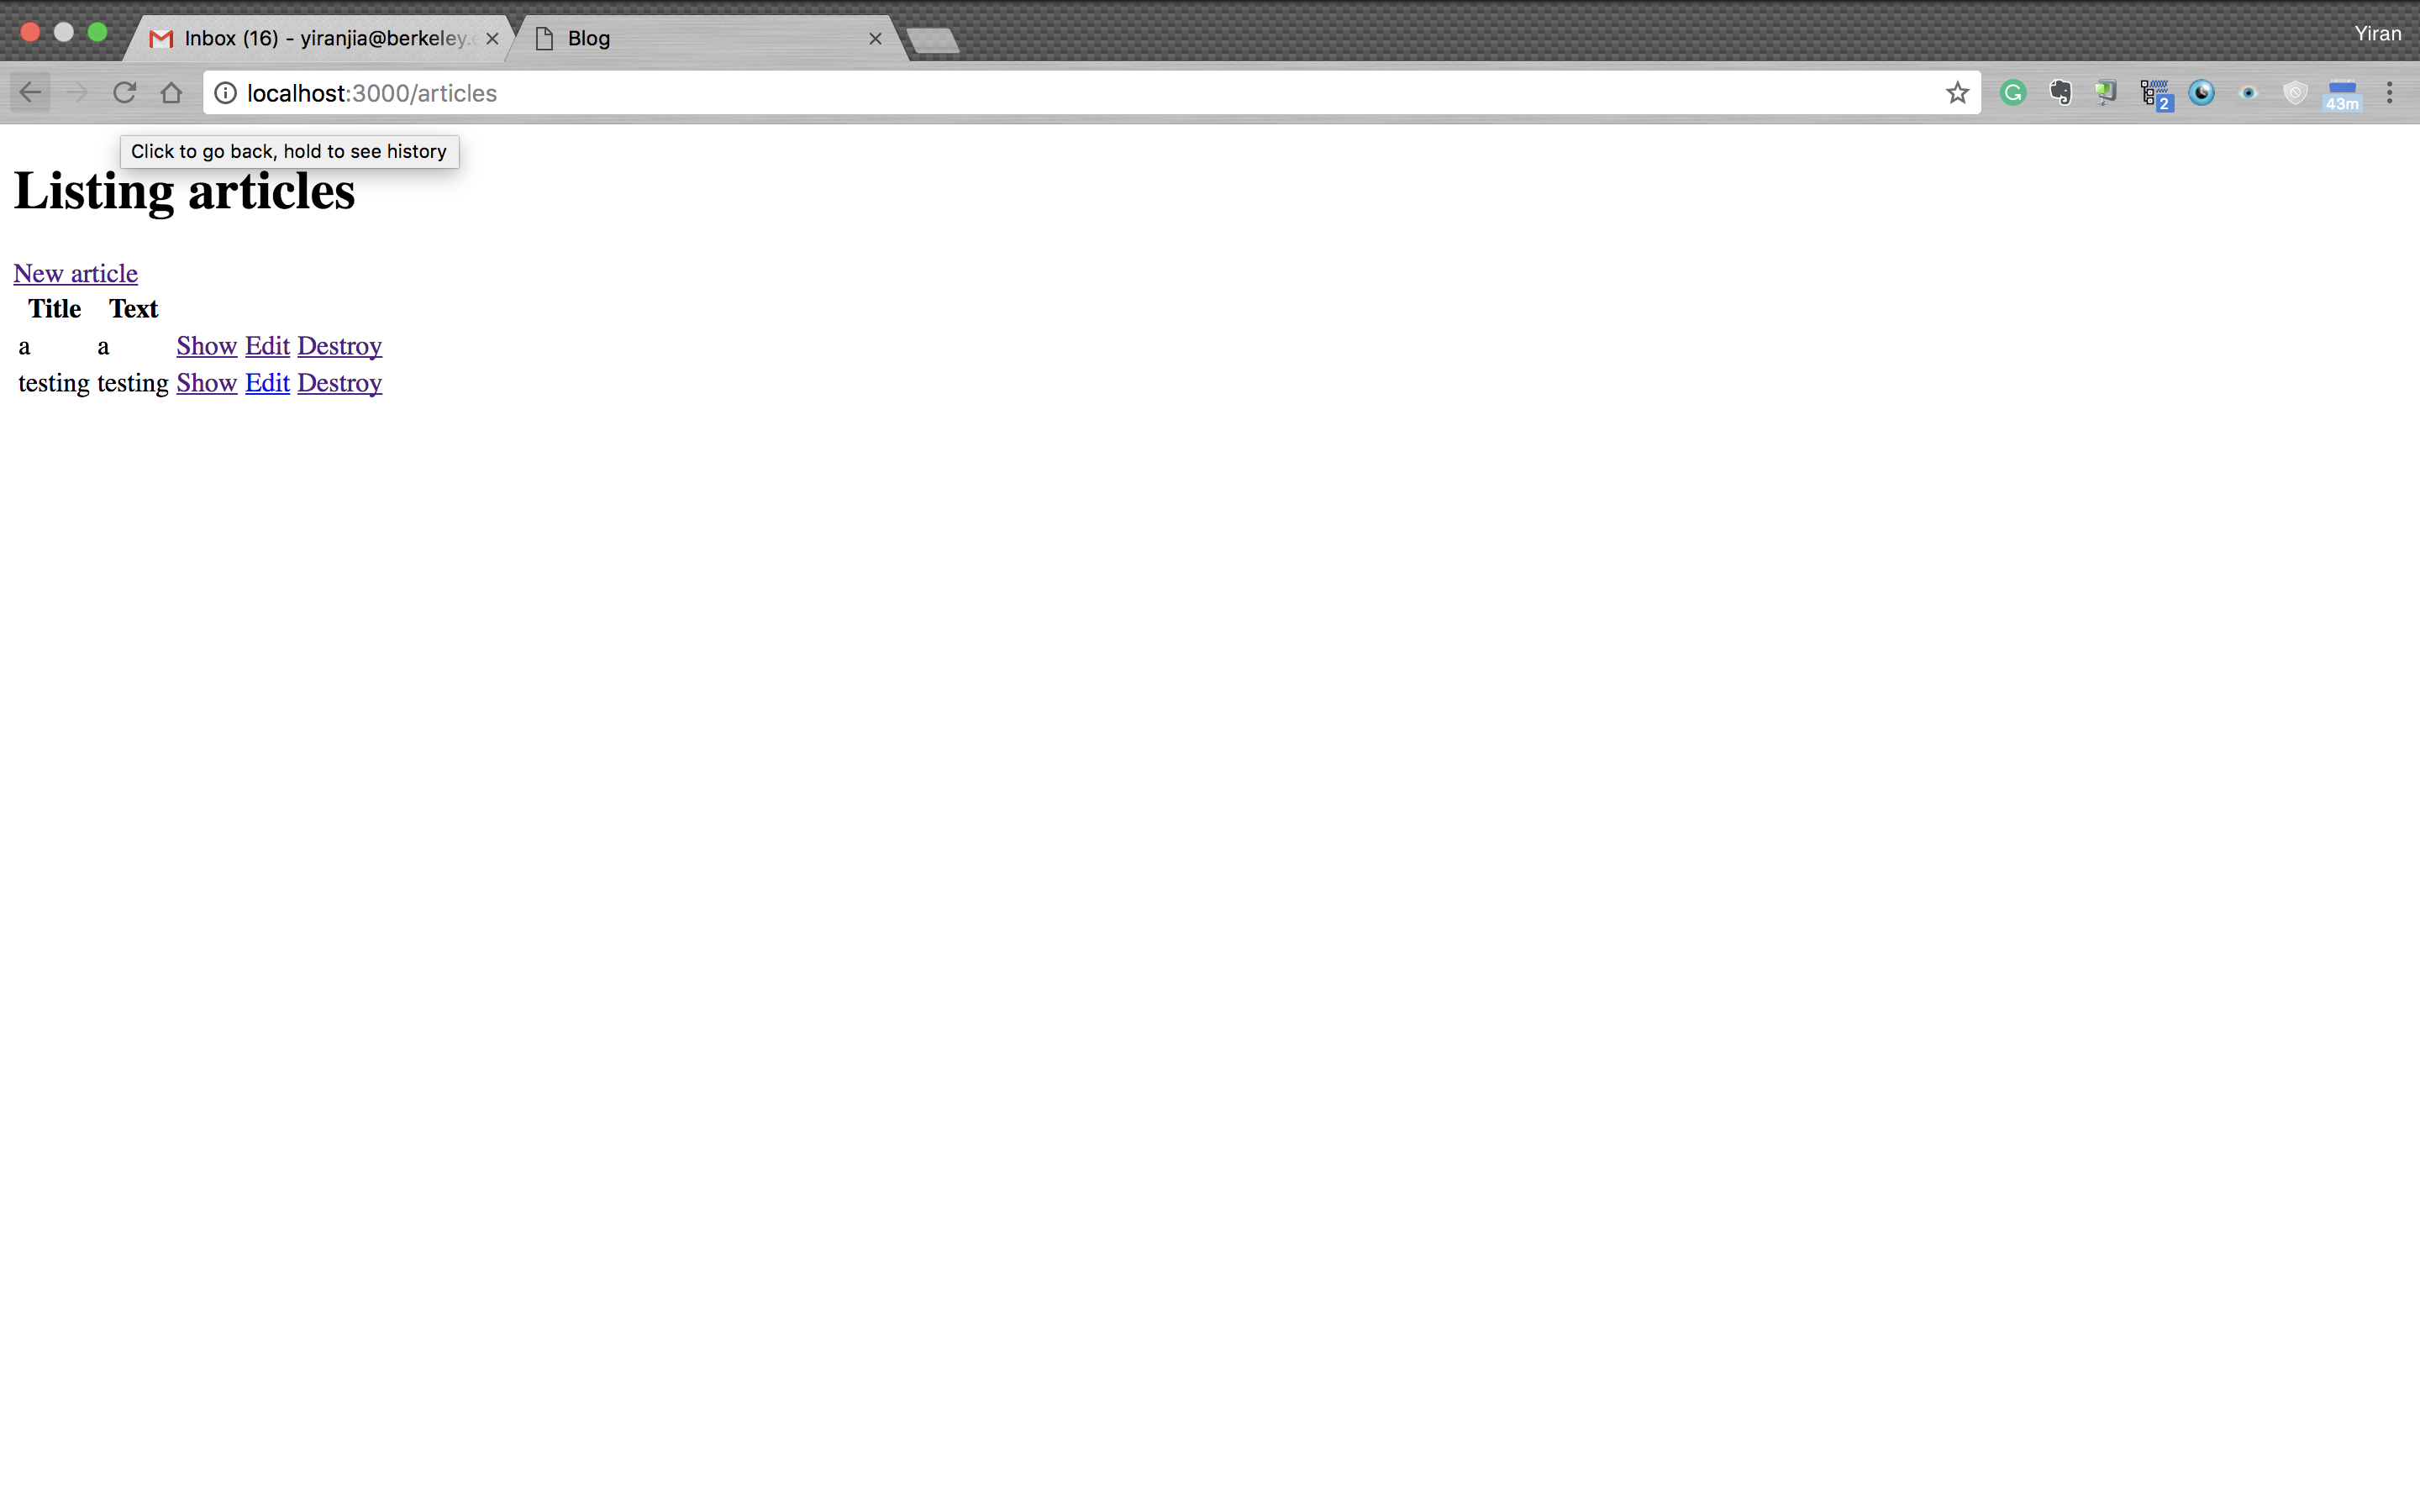 Inbox (16) - yiranjia@berkeley.
Blog
Yiran
localhost:3000/articles
2
43m
Click to go back, hold to see history
Listing articles
New article
Title Text
a a Show Edit Destroy
testing testing Show Edit Destroy